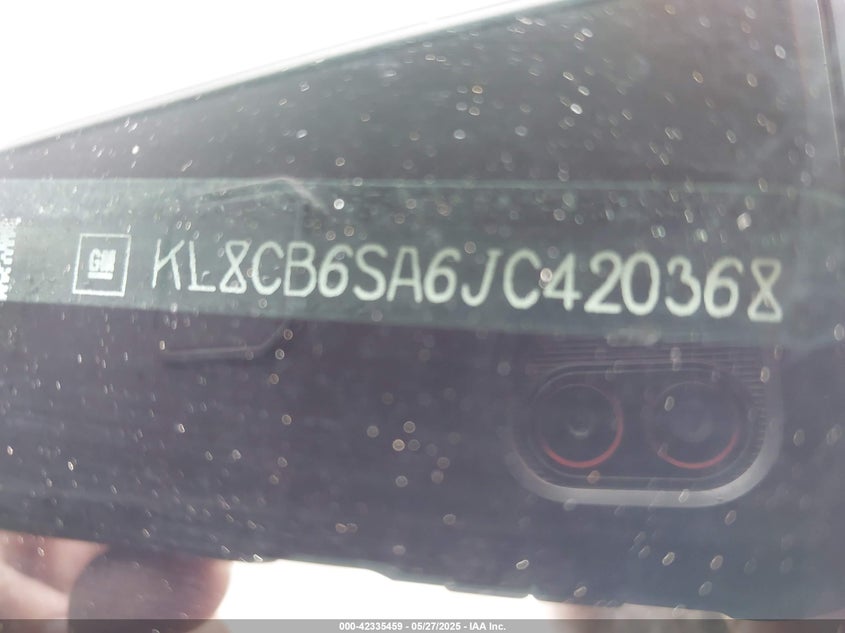 GM KL8CB6SA6JC420368
000-42335459 - 05/27/2025 - IAA Inc.